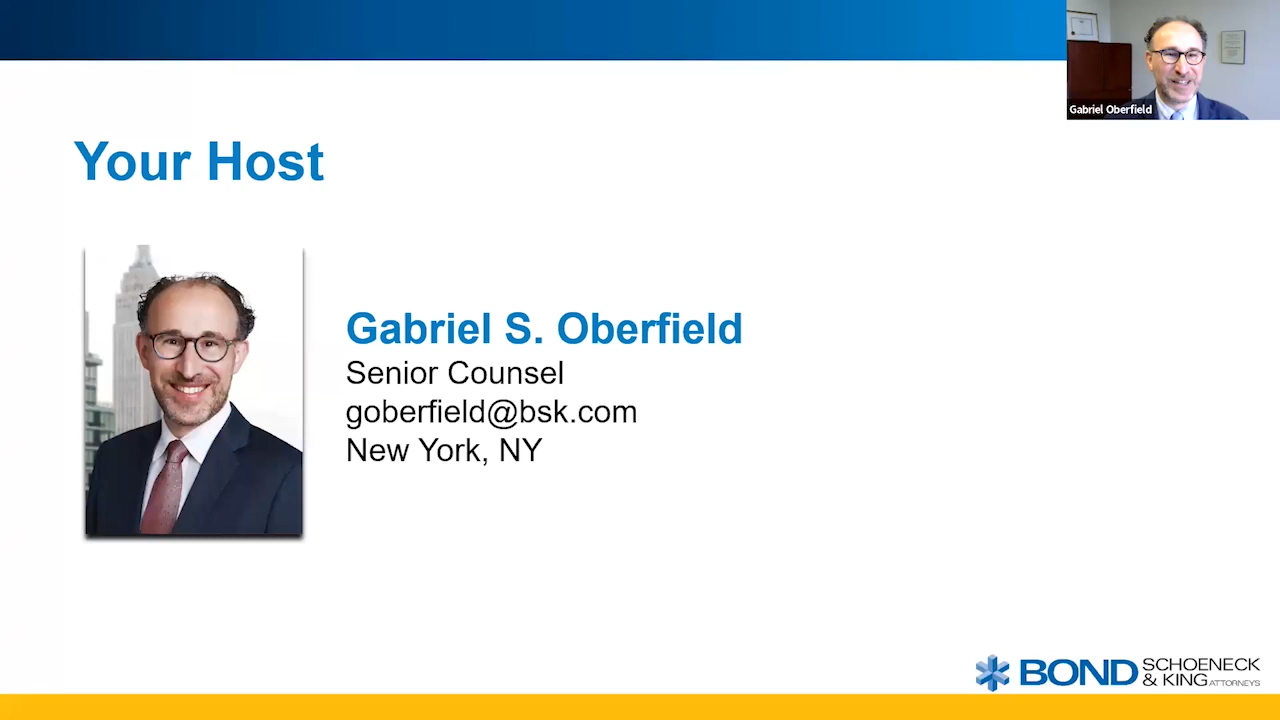 Gabriel Oberfield
Your Host
Gabriel S. Oberfield
Senior Counsel
goberfield@bsk.com
New York, NY
BOND SCHOENECK
& KING ATTORNEYS